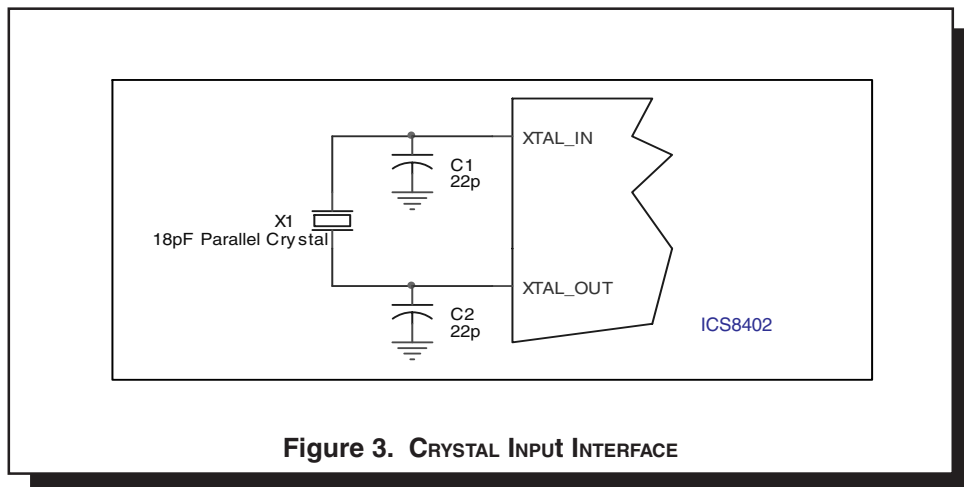 XTAL_IN
C1
22p
X1
18pF Parallel Crystal
XTAL_OUT
C2
22p
ICS8402
Figure 3. CRYSTAL INPUt INTERFACE